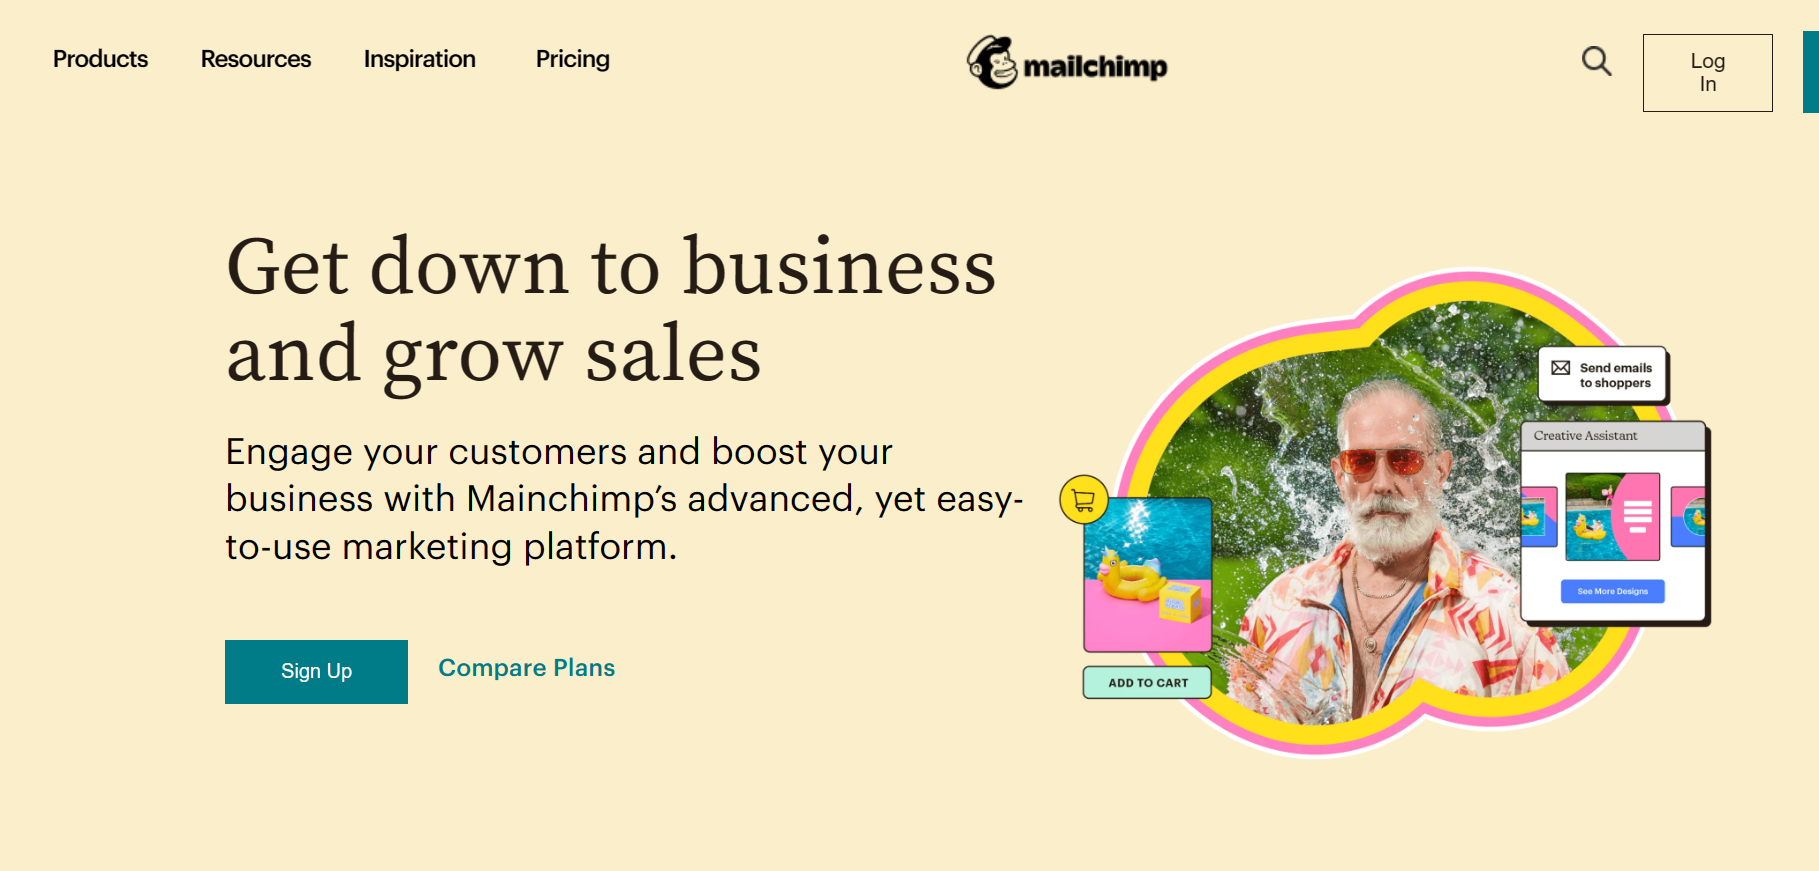 Products Resources Inspiration Pricing
mailchimp
Log
In
Get down to business
and grow sales
Engage your customers and boost your
business with Mainchimp’s advanced, yet easy-
to-use marketing platform.
Sign Up
Compare Plans
Send emails
to shoppers
Creative Assistant
See More Designs
ADD TO CART